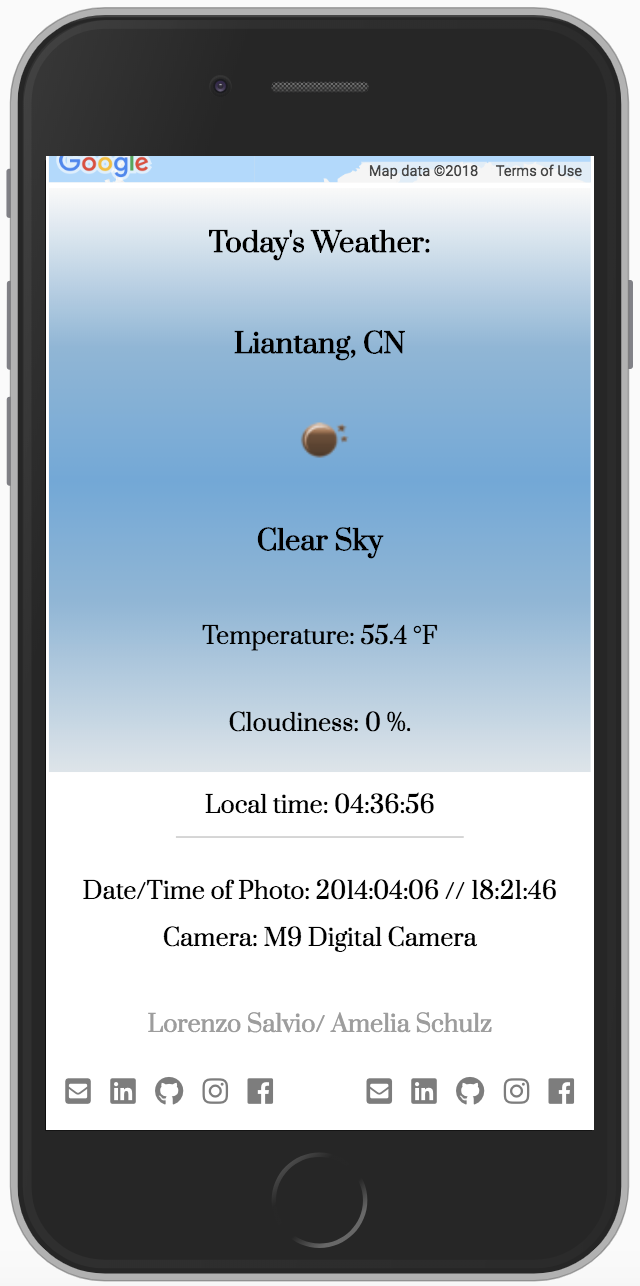 Google
Map data ©2018 Terms of Use
Today's Weather:
Liantang, CN
Clear Sky
Temperature: 55.4 °F
Cloudiness: 0 %.
Local time: 04:36:56
Date/Time of Photo: 2014:04:06 // 18:21:46
Camera: M9 Digital Camera
Lorenzo Salvio/ Amelia Schulz